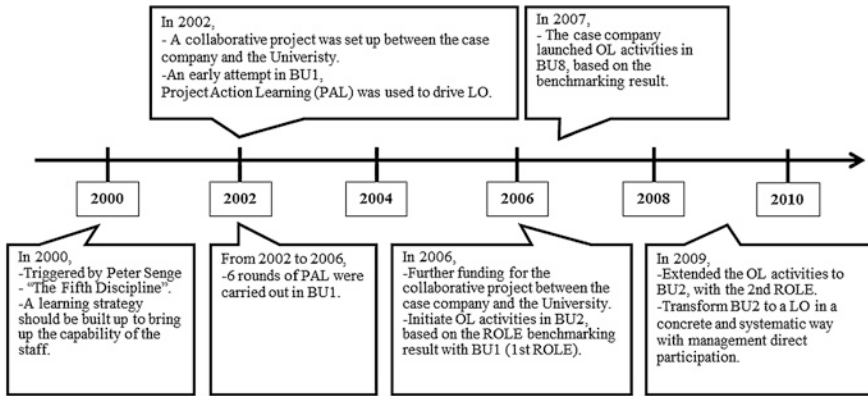 In 2002,
- A collaborative project was set up between the case
company and the Univeristy.
-An early attempt in BU1,
Project Action Learning (PAL) was used to drive LO.
In 2007,
- The case company
launched OL activities in
BU8, based on the
benchmarking result.
2000
2002
2004
2006
2008
2010
In 2000,
-Triggered by Peter Senge
- "The Fifth Discipline".
-A learning strategy
should be built up to bring
up the capability of the
staff.
From 2002 to 2006,
-6 rounds of PAL were
carried out in BU1.
In 2006,
-Further funding for the
collaborative project between the
case company and the University.
-Initiate OL activities in BU2,
based on the ROLE benchmarking
result with BU1 (1st ROLE).
In 2009,
-Extended the OL activities to
BU2, with the 2nd ROLE.
-Transform BU2 to a LO in a
concrete and systematic way
with management direct
participation.